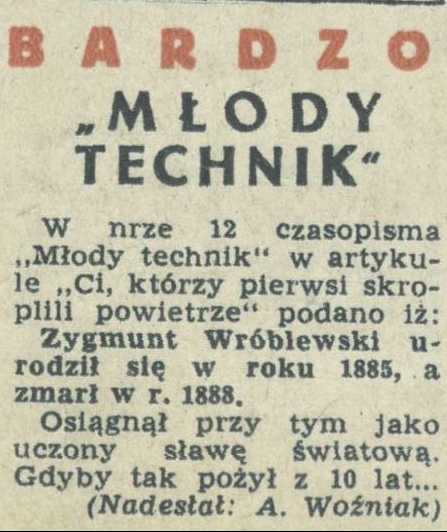 BARDZO
„MŁODY
TECHNIK“
W nrze 12 czasopisma
„Młody technik“ w artyku-
le „Ci, którzy pierwsi skro-
plili powietrze“ podano iż:
Zygmunt Wróblewski u-
rodził się w roku 1885, a
zmarł w r. 1888.
Osiągnął przy tym jako
uczony sławę światową.
Gdyby tak pożył z 10 lat...
(Nadesłał: A. Woźniak)